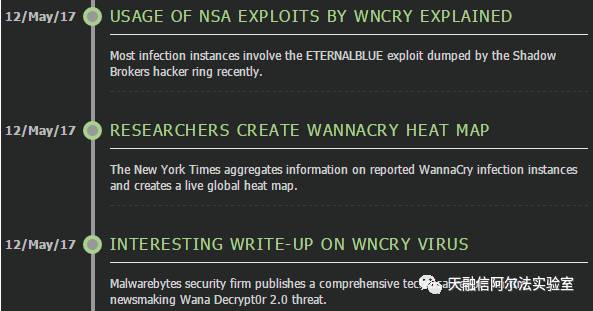 12/May/17 USAGE OF NSA EXPLOITS BY WNCRY EXPLAINED
Most infection instances involve the ETERNALBLUE exploit dumped by the Shadow
Brokers hacker ring recently.
12/May/17 RESEARCHERS CREATE WANNACRY HEAT MAP
The New York Times aggregates information on reported WannaCry infection instances
and creates a live global heat map.
12/May/17 INTERESTING WRITE-UP ON WNCRY VIRUS
Malwarebytes security firm publishes a comprehensive
newsmaking Wana Decrypt0r 2.0 threat.
天融信阿尔法实验室